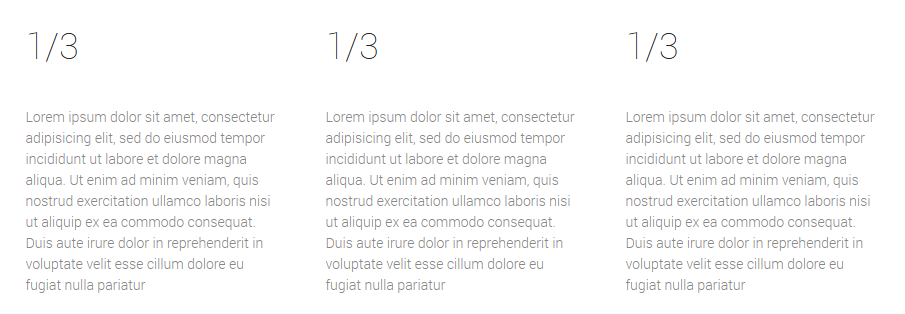 1/3
Lorem ipsum dolor sit amet, consectetur
adipisicing elit, sed do eiusmod tempor
incididunt ut labore et dolore magna
aliqua. Ut enim ad minim veniam, quis
nostrud exercitation ullamco laboris nisi
ut aliquip ex ea commodo consequat.
Duis aute irure dolor in reprehenderit in
voluptate velit esse cillum dolore eu
fugiat nulla pariatur
1/3
Lorem ipsum dolor sit amet, consectetur
adipisicing elit, sed do eiusmod tempor
incididunt ut labore et dolore magna
aliqua. Ut enim ad minim veniam, quis
nostrud exercitation ullamco laboris nisi
ut aliquip ex ea commodo consequat.
Duis aute irure dolor in reprehenderit in
voluptate velit esse cillum dolore eu
fugiat nulla pariatur
1/3
Lorem ipsum dolor sit amet, consectetur
adipisicing elit, sed do eiusmod tempor
incididunt ut labore et dolore magna
aliqua. Ut enim ad minim veniam, quis
nostrud exercitation ullamco laboris nisi
ut aliquip ex ea commodo consequat.
Duis aute irure dolor in reprehenderit in
voluptate velit esse cillum dolore eu
fugiat nulla pariatur